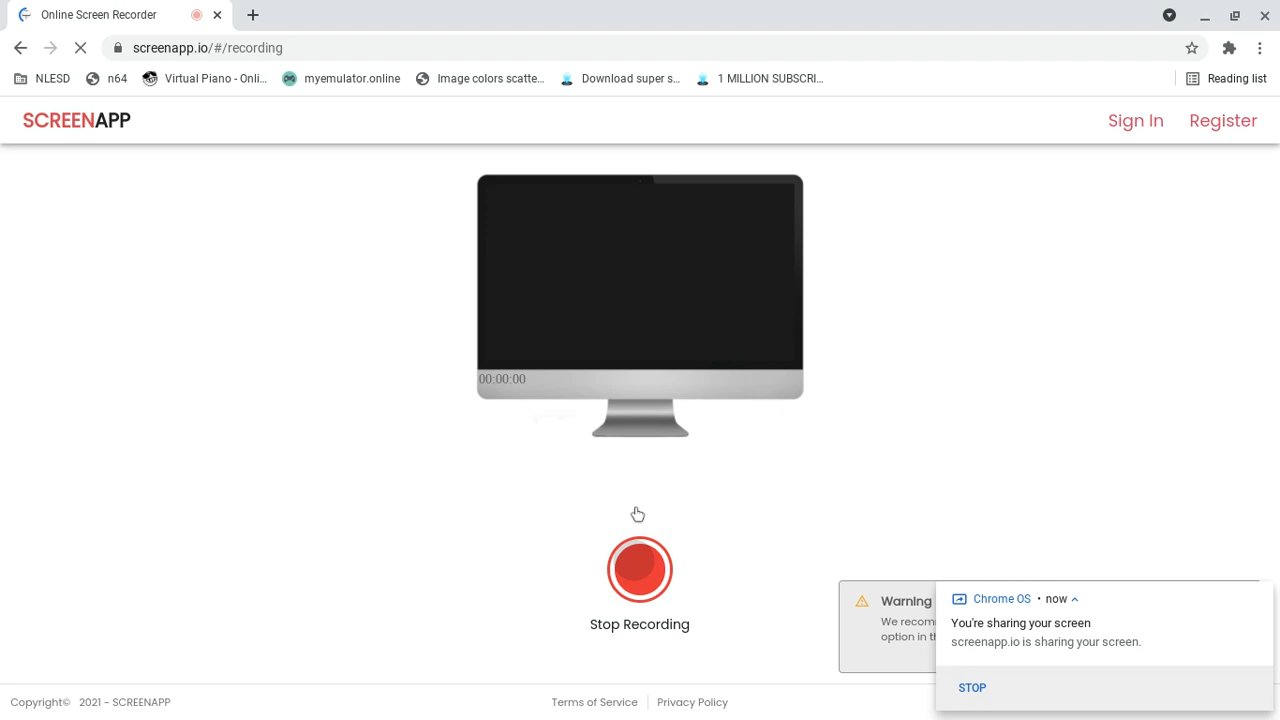 Online Screen Recorder
screenapp.io/#/recording
NLESD
n64
Virtual Piano - Onli...
myemulator.online
Image colors scatte...
Download super s...
1 MILLION SUBSCRI...
Reading list
SCREENAPP
Sign In
Register
00:00:00
Stop Recording
Warning
We recom
option in th
Chrome OS • now
You're sharing your screen
screenapp.io is sharing your screen.
STOP
Copyright© 2021 - SCREENAPP
Terms of Service
Privacy Policy